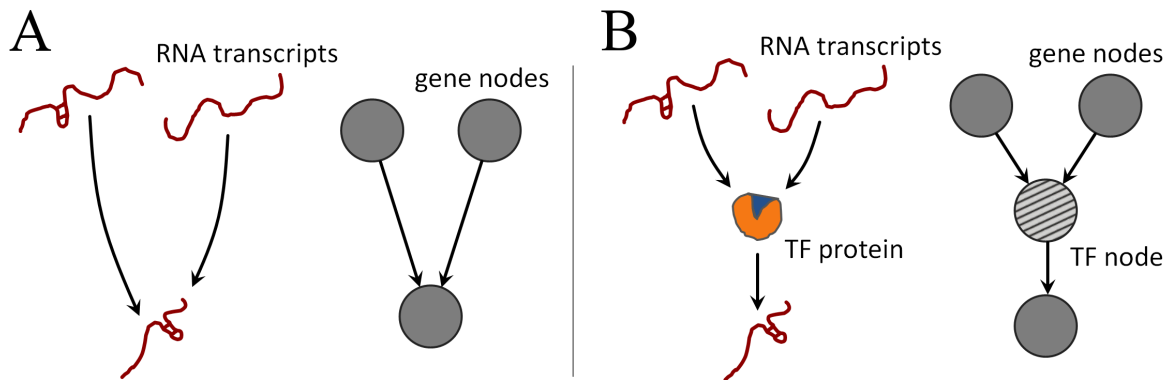 A
RNA transcripts
gene nodes
B
RNA transcripts
gene nodes
TF protein
TF node